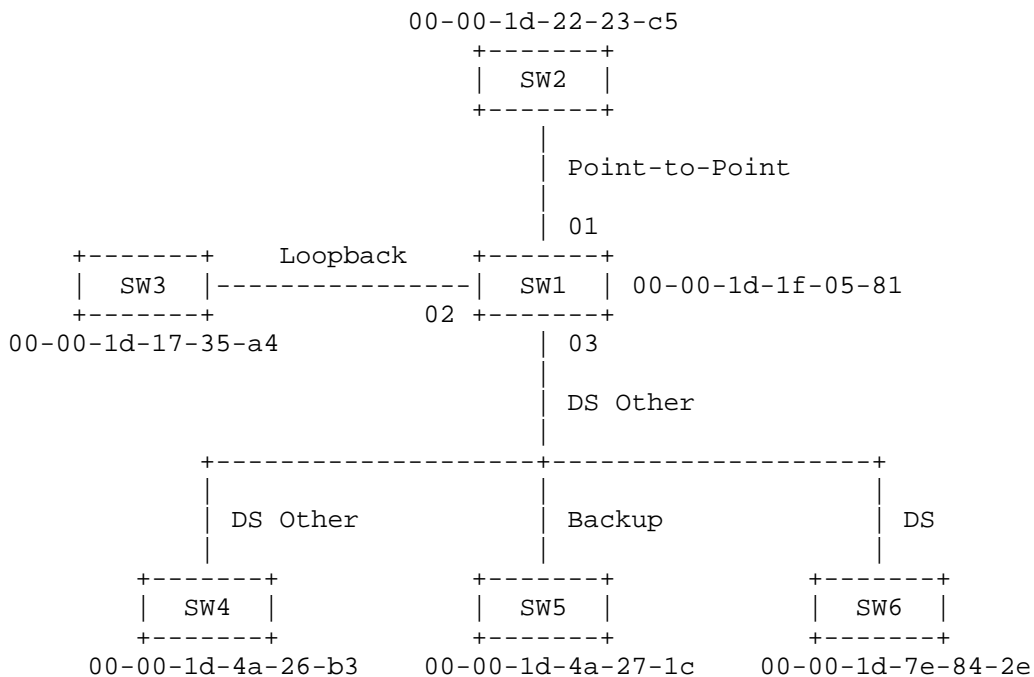 00-00-1d-22-23-c5
SW2
Point-to-Point
01
Loopback
SW3
SW1
00-00-1d-1f-05-81
02
00-00-1d-17-35-a4
03
DS Other
DS Other
Backup
DS
SW4
SW5
SW6
00-00-1d-4a-26-b3
00-00-1d-4a-27-1c
00-00-1d-7e-84-2e